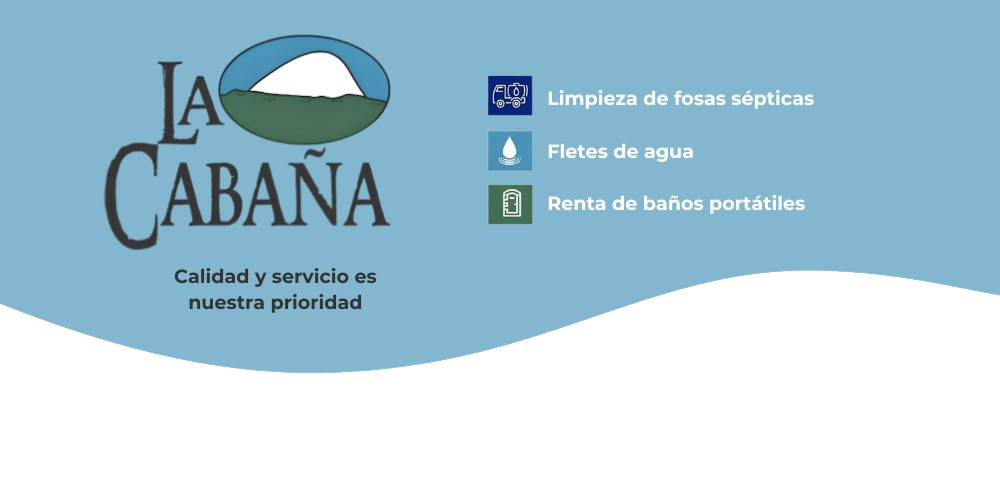 LA
CABAÑA
Calidad y servicio es
nuestra prioridad
Limpieza de fosas sépticas
Fletes de agua
Renta de baños portátiles